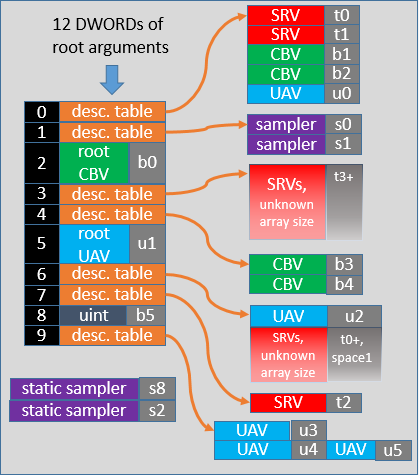 12 DWORDs of
root arguments
0 desc. table
1 desc. table
2 root CBV b0
3 desc. table
4 desc. table
5 root UAV u1
6 desc. table
7 desc. table
8 uint b5
9 desc. table
static sampler s8
static sampler s2
SRV t0
SRV t1
CBV b1
CBV b2
UAV u0
sampler s0
sampler s1
SRVs, t3+
unknown
array size
CBV b3
CBV b4
UAV u2
SRVs, t0+,
unknown space1
array size
SRV t2
UAV u3
UAV u4 UAV u5